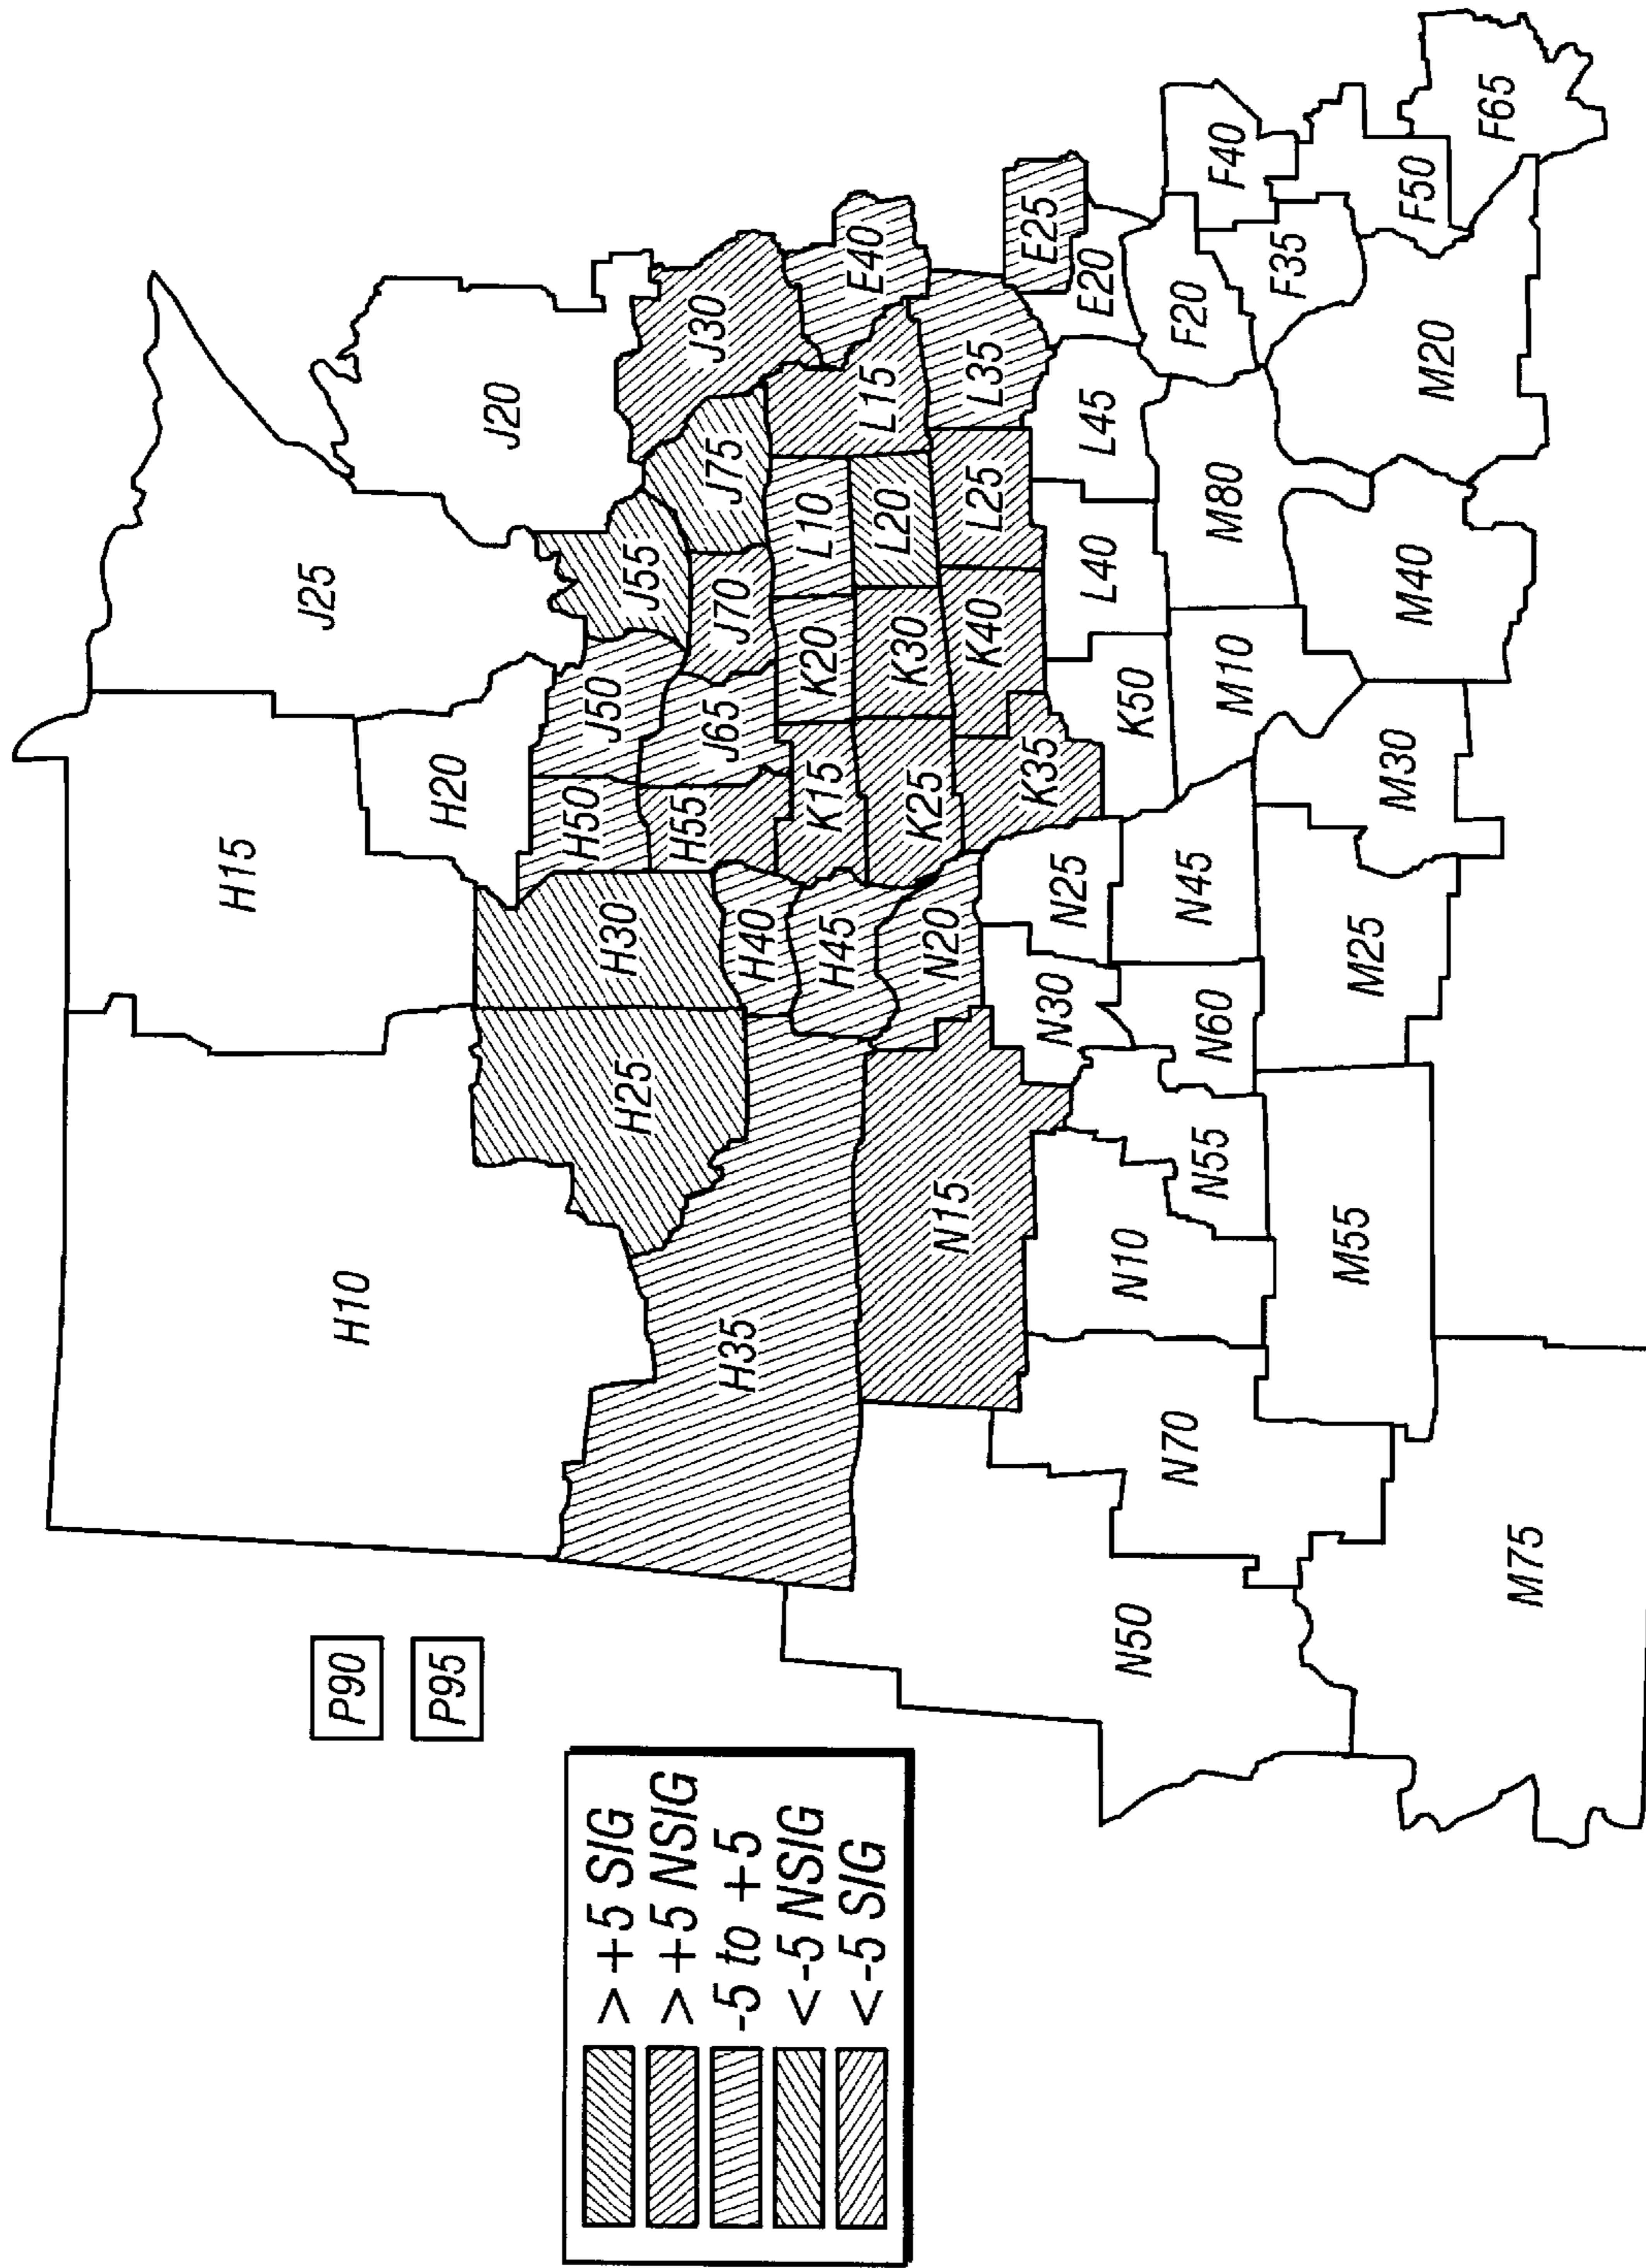 P90
P95
> +5 SIG
> +5 NSIG
-5 to +5
< -5 NSIG
< -5 SIG
H10
H15
J25
J20
H20
H25
H30
H50
J50
J55
H35
H55
J65
J70
J75
J30
H40
H45
K15
K20
L10
L15
E40
N15
N20
K25
K30
L20
K35
K40
L25
L35
E25
N50
N70
N10
N30
N25
K50
L40
L45
E20
N55
N60
N45
M10
M80
F20
F40
M75
M55
M25
M30
M40
M20
F35
F50
F65